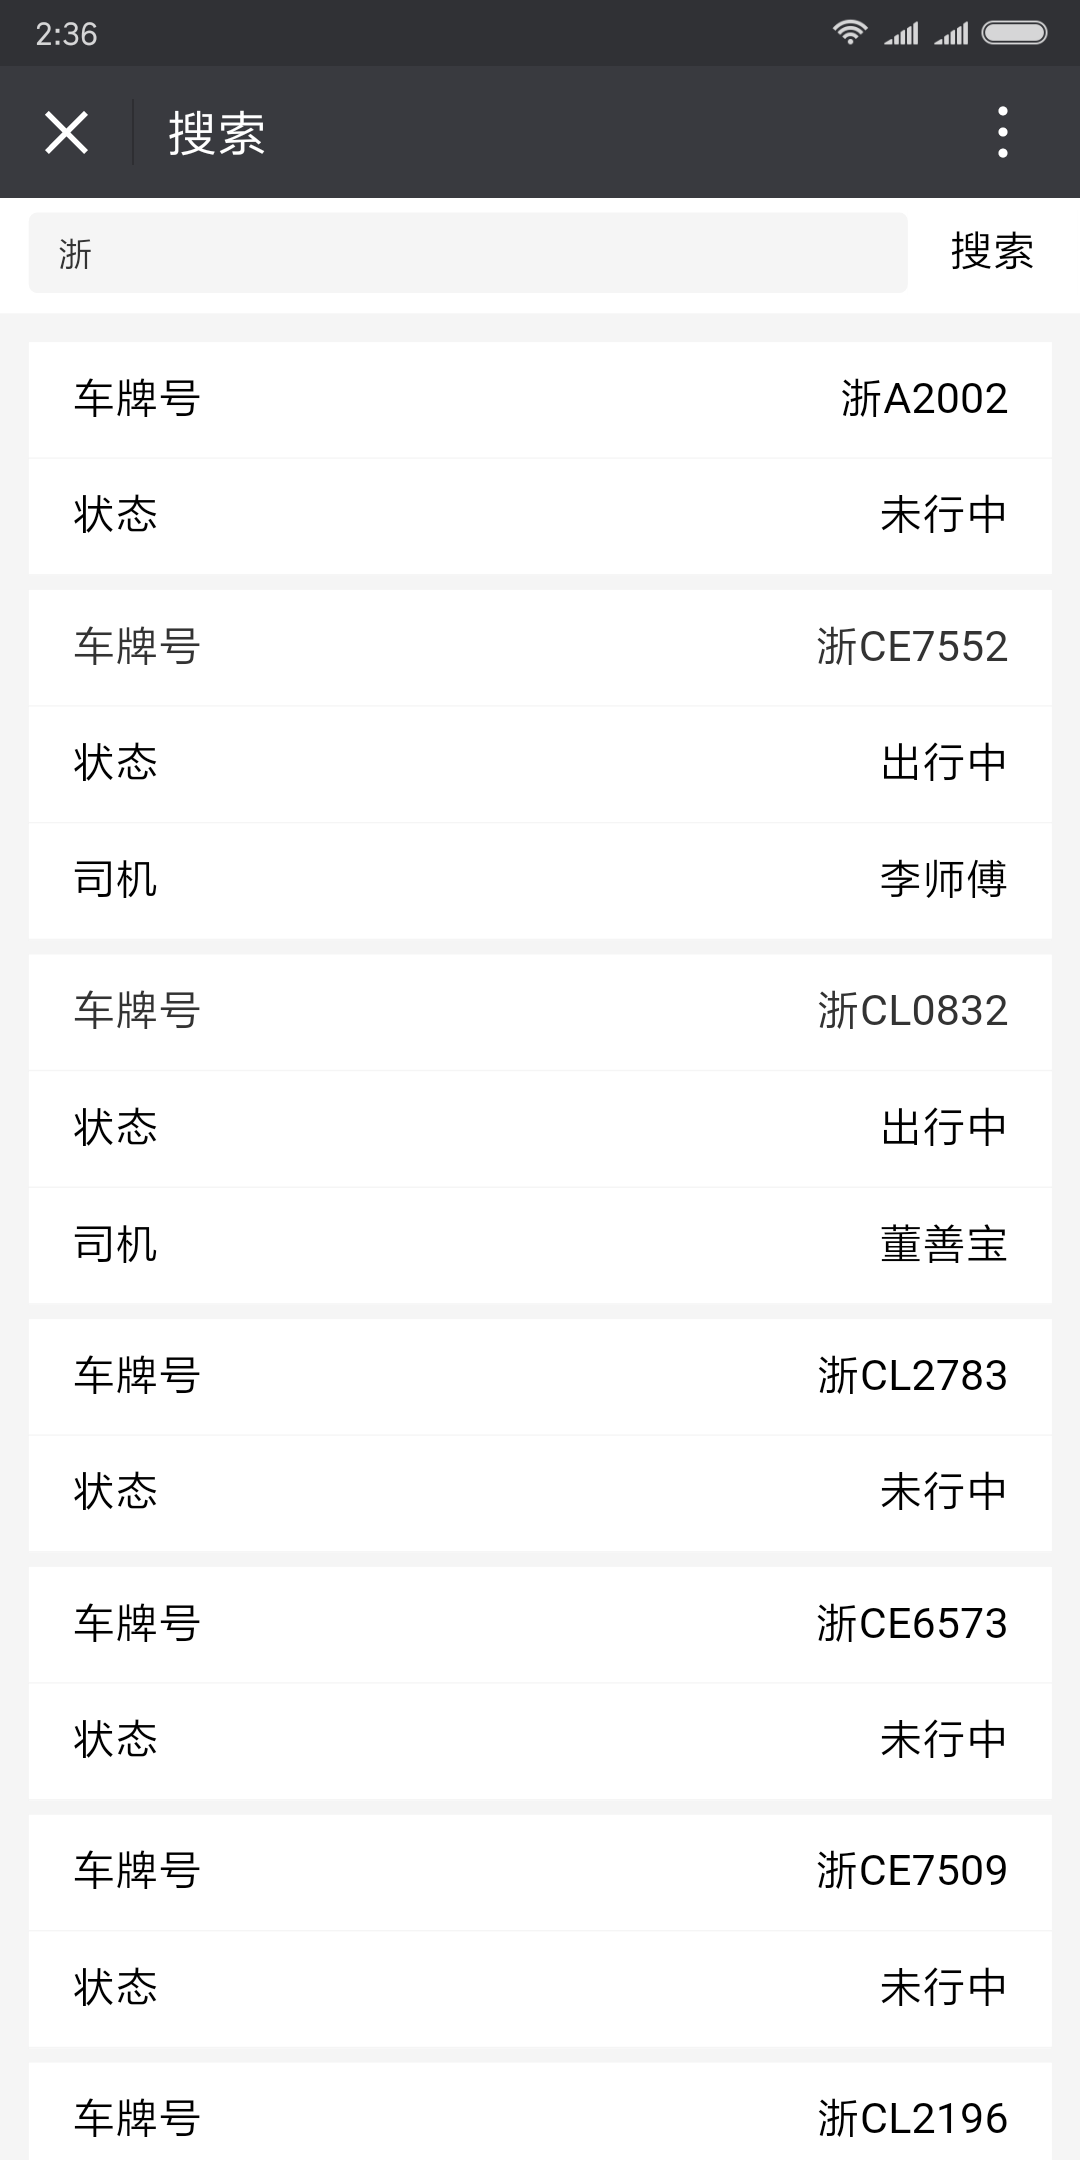 2:36
搜索
浙
搜索
车牌号 浙A2002
状态 未行中
车牌号 浙CE7552
状态 出行中
司机 李师傅
车牌号 浙CL0832
状态 出行中
司机 董善宝
车牌号 浙CL2783
状态 未行中
车牌号 浙CE6573
状态 未行中
车牌号 浙CE7509
状态 未行中
车牌号 浙CL2196